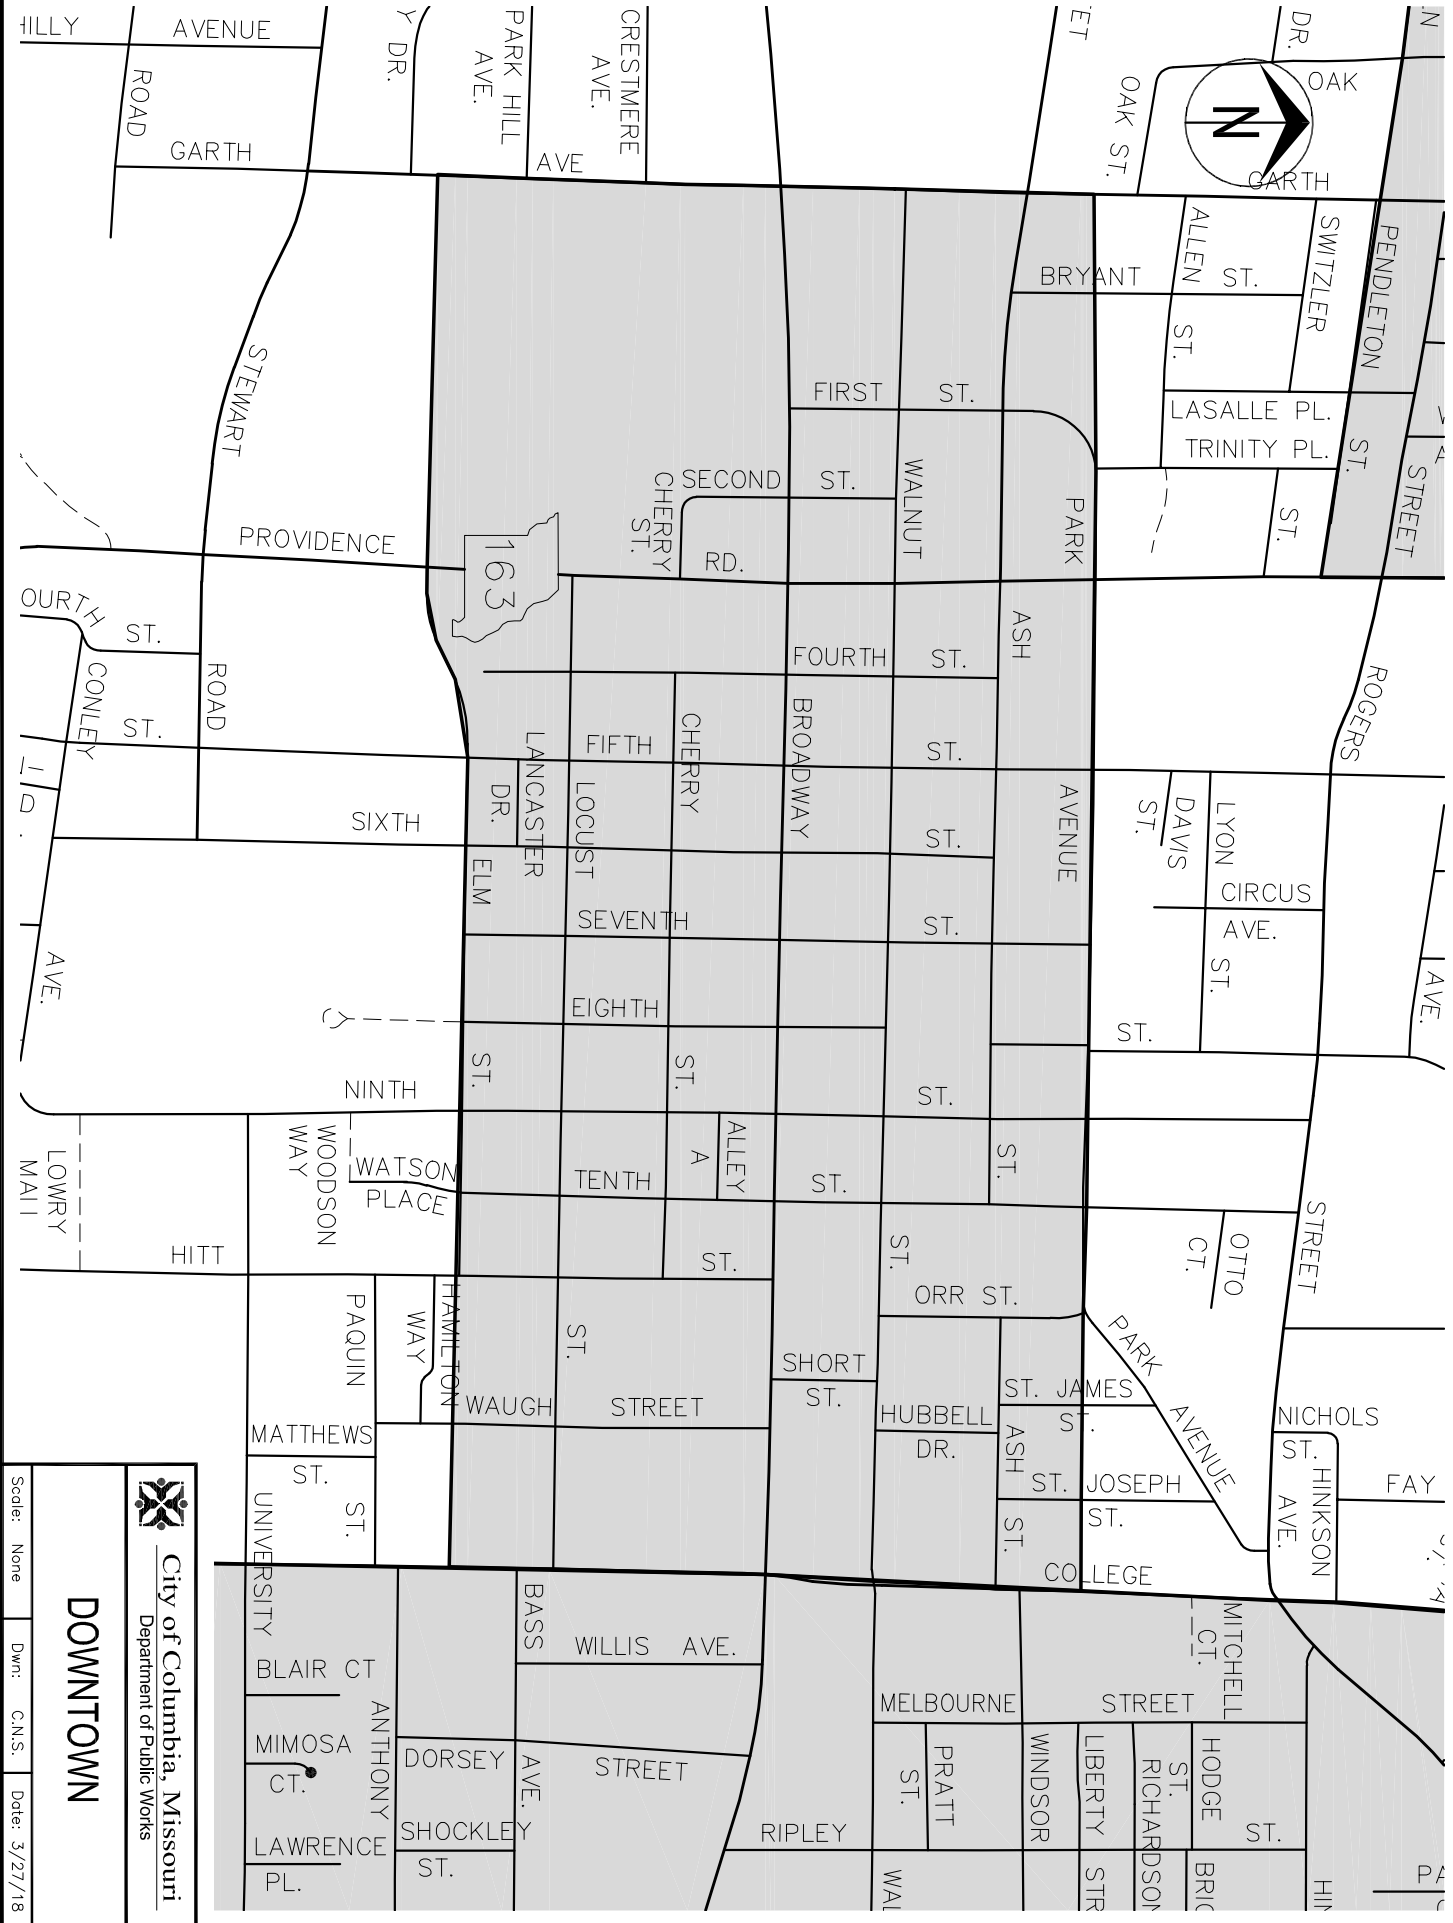 HILLY
AVENUE
ROAD
GARTH
AVE
Y DR.
PARK HILL
AVE.
CRESTMERE
AVE.
ET
DR.
OAK
OAK ST.
N
GARTH
ALLEN
ST.
SWITZLER
PENDLETON
ST.
STREET
BRYANT
ST.
STEWART
ROAD
FIRST
ST.
LASALLE PL.
TRINITY PL.
ST.
SECOND
ST.
CHERRY
ST.
WALNUT
PARK
AVENUE
PROVIDENCE
RD.
163
OURTH
ST.
CONLEY
AVE.
ST.
FOURTH
ST.
ASH
ROGERS
STREET
FIFTH
ST.
LANCASTER
DR.
LOCUST
CHERRY
BROADWAY
SIXTH
ST.
DAVIS
ST.
LYON
ST.
CIRCUS
AVE.
AVE.
ELM
SEVENTH
ST.
EIGHTH
ST.
ST.
ST.
NINTH
ST.
LOWRY
WOODSON
WAY
WATSON
PLACE
ALLEY
A
TENTH
ST.
ST.
OTTO
CT.
HITT
ST.
ST.
ORR ST.
PAQUIN
ST.
HAMILTON
WAY
ST.
SHORT
ST.
PARK
AVENUE
ST. JAMES
ST.
WAUGH
STREET
HUBBELL
DR.
ASH
ST.
MATTHEWS
ST.
NICHOLS
ST.
HINKSON
AVE.
FAY
ST. JOSEPH
ST.
UNIVERSITY
COLLEGE
BASS
AVE.
WILLIS AVE.
MITCHELL
CT.
BLAIR CT
MELBOURNE
STREET
MIMOSA
CT.
ANTHONY
DORSEY
STREET
PRATT
ST.
WINDSOR
LIBERTY
STR
RICHARDSON
ST.
HODGE
LAWRENCE
PL.
SHOCKLEY
ST.
RIPLEY
ST.
WAL
BRIC
HIN
PA
City of Columbia, Missouri
Department of Public Works
DOWNTOWN
Scale: None
Dwn: C.N.S.
Date: 3/27/18